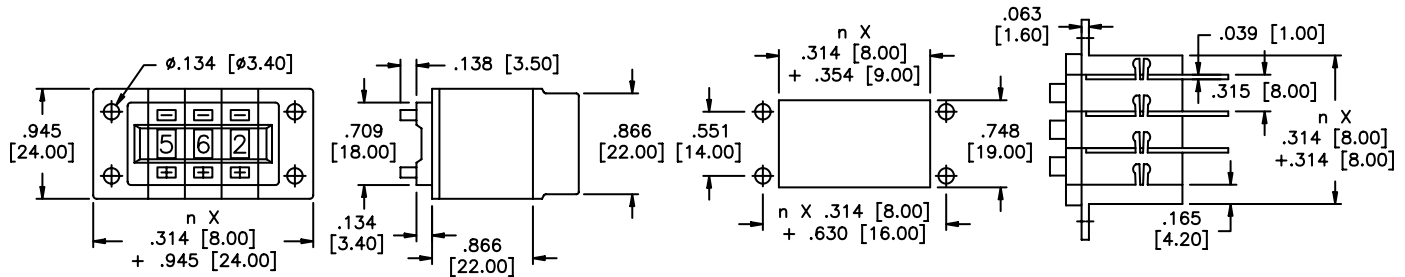 ø.134 [ø3.40]
.945
[24.00]
5 6 2
n X
.314 [8.00]
+ .945 [24.00]
.138 [3.50]
.709
[18.00]
.134
[3.40]
.866
[22.00]
.866
[22.00]
n X
.314 [8.00]
+ .354 [9.00]
.551
[14.00]
.748
[19.00]
n X .314 [8.00]
+ .630 [16.00]
.063
[1.60]
.039 [1.00]
.315 [8.00]
n X
.314 [8.00]
+.314 [8.00]
.165
[4.20]